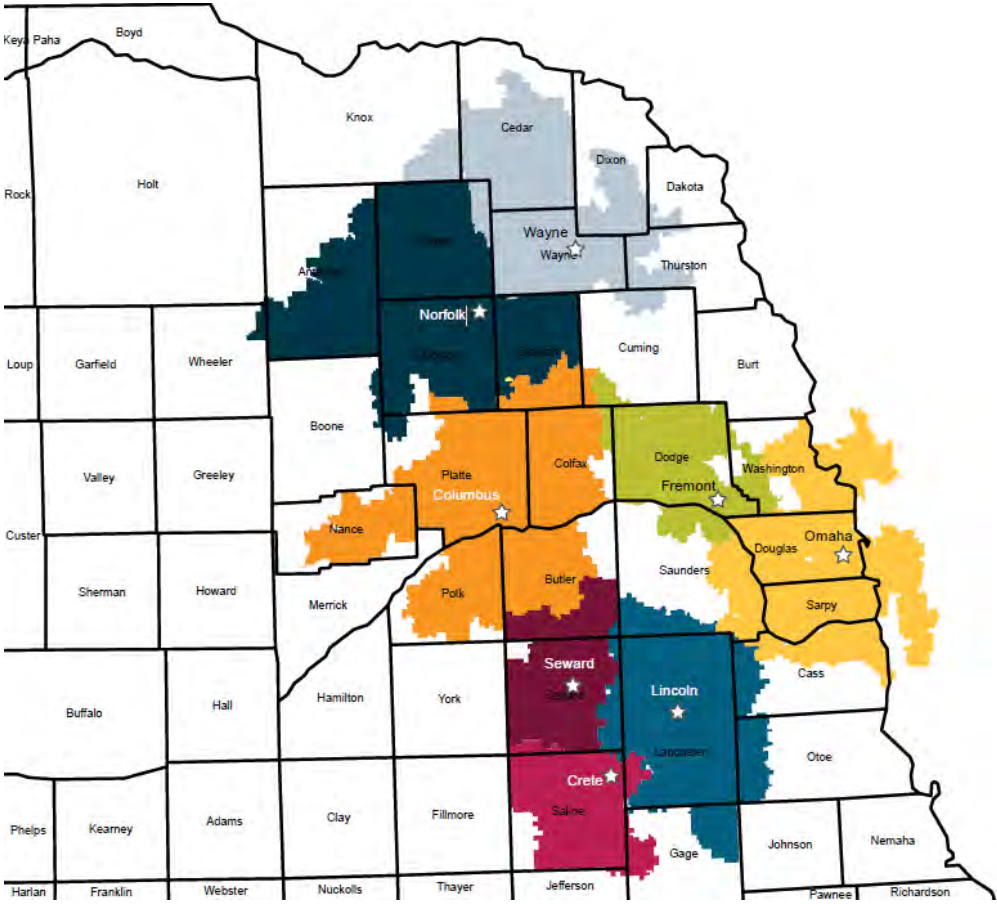 Boyd
Keya Paha
Knox
Cedar
Dixon
Holt
Dakota
Rock
Wayne
Wayne
Thurston
Norfolk
Cuming
Loup
Garfield
Wheeler
Burt
Boone
Platte
Colfax
Dodge
Washington
Valley
Greeley
Columbus
Fremont
Nance
Custer
Omaha
Douglas
Saunders
Butler
Sherman
Howard
Merrick
Polk
Sarpy
Seward
Lincoln
Cass
Hamilton
York
Hall
Buffalo
Lancaster
Otoe
Crete
Saline
Phelps
Kearney
Adams
Clay
Fillmore
Johnson
Nemaha
Gage
Harlan
Franklin
Webster
Nuckolls
Thayer
Jefferson
Pawnee
Richardson